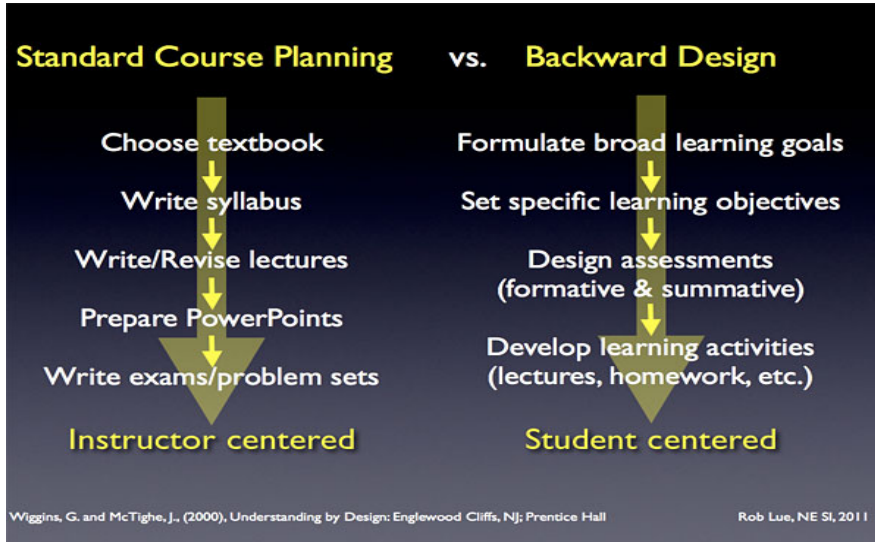 Standard Course Planning vs. Backward Design
Choose textbook
Write syllabus
Write/Revise lectures
Prepare PowerPoints
Write exams/problem sets
Instructor centered
Formulate broad learning goals
Set specific learning objectives
Design assessments
(formative & summative)
Develop learning activities
(lectures, homework, etc.)
Student centered
Wiggins, G. and McTighe, J., (2000), Understanding by Design: Englewood Cliffs, NJ; Prentice Hall
Rob Lue, NE SI, 2011